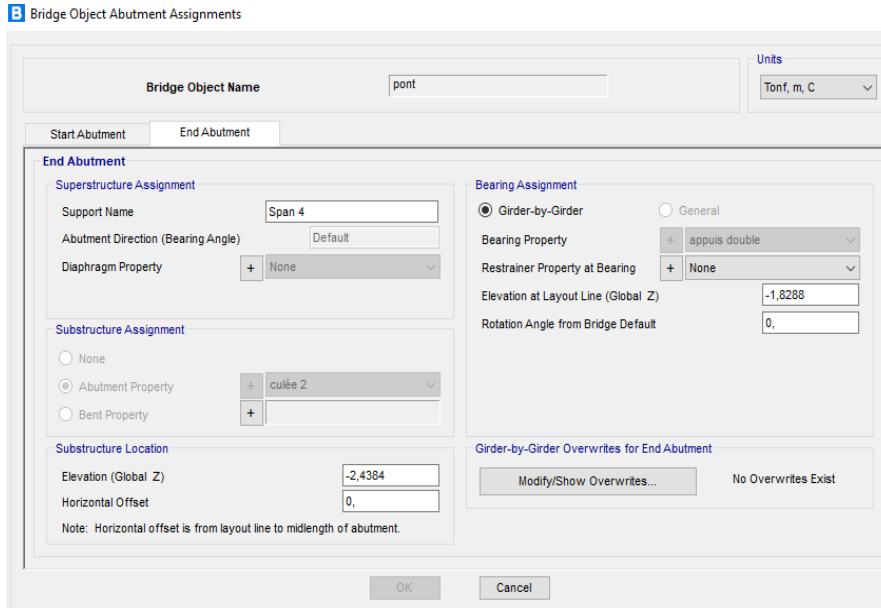 B Bridge Object Abutment Assignments
Bridge Object Name pont
Units
Tonf, m, C
Start Abutment End Abutment
End Abutment
Superstructure Assignment
Support Name Span 4
Abutment Direction (Bearing Angle) Default
Diaphragm Property + None
Substructure Assignment
None
Abutment Property + culée 2
Bent Property +
Substructure Location
Elevation (Global Z) -2,4384
Horizontal Offset 0,
Note: Horizontal offset is from layout line to midlength of abutment.
Bearing Assignment
Girder-by-Girder General
Bearing Property + appuis double
Restrainer Property at Bearing + None
Elevation at Layout Line (Global Z) -1,8288
Rotation Angle from Bridge Default 0,
Girder-by-Girder Overwrites for End Abutment
Modify/Show Overwrites... No Overwrites Exist
OK Cancel